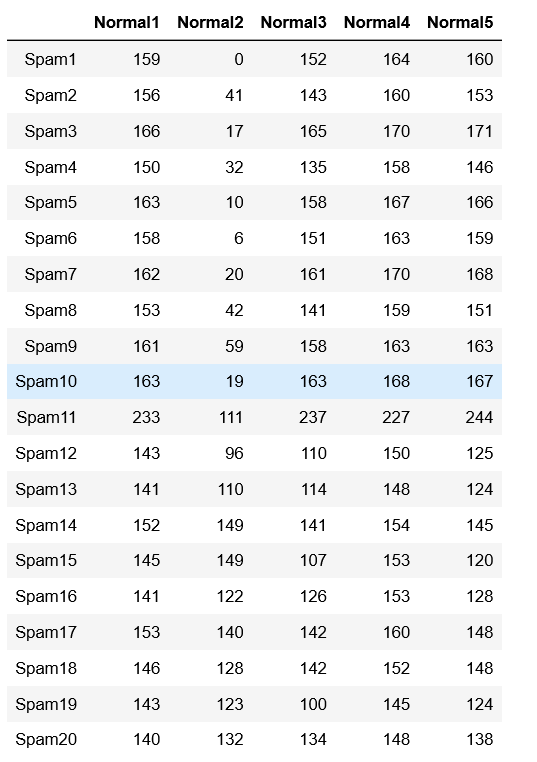 Normal1 Normal2 Normal3 Normal4 Normal5
Spam1 159 0 152 164 160
Spam2 156 41 143 160 153
Spam3 166 17 165 170 171
Spam4 150 32 135 158 146
Spam5 163 10 158 167 166
Spam6 158 6 151 163 159
Spam7 162 20 161 170 168
Spam8 153 42 141 159 151
Spam9 161 59 158 163 163
Spam10 163 19 163 168 167
Spam11 233 111 237 227 244
Spam12 143 96 110 150 125
Spam13 141 110 114 148 124
Spam14 152 149 141 154 145
Spam15 145 149 107 153 120
Spam16 141 122 126 153 128
Spam17 153 140 142 160 148
Spam18 146 128 142 152 148
Spam19 143 123 100 145 124
Spam20 140 132 134 148 138